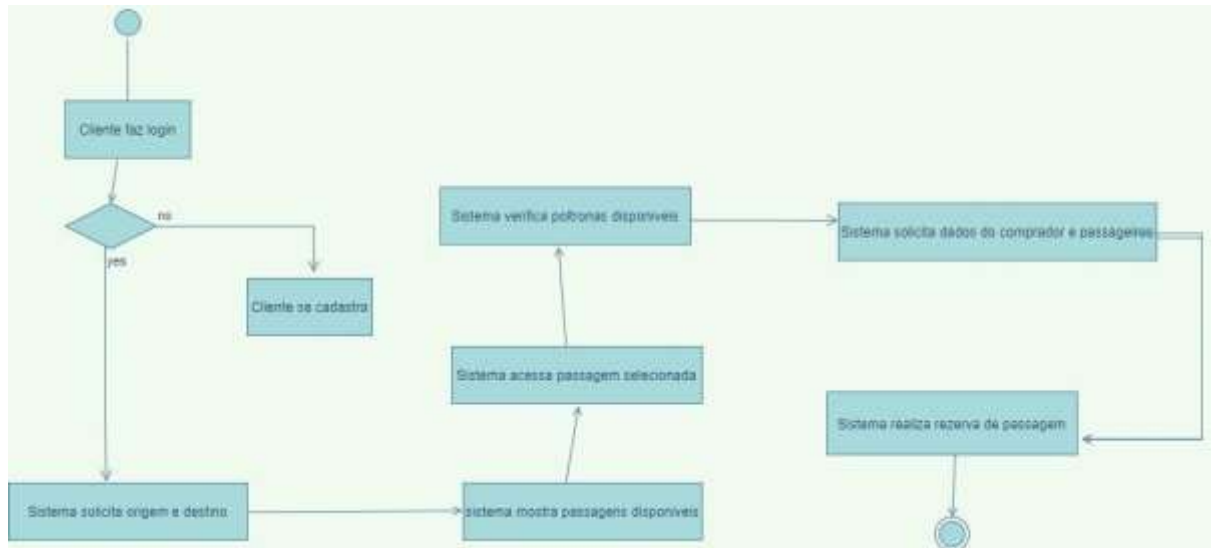 Cliente faz login
no
yes
Cliente se cadastra
Sistema solicita origem e destino
sistema mostra passagens disponiveis
Sistema acessa passagem selecionada
Sistema verifica poltronas disponiveis
Sistema solicita dados do comprador e passageiros
Sistema realiza rezerva de passagem